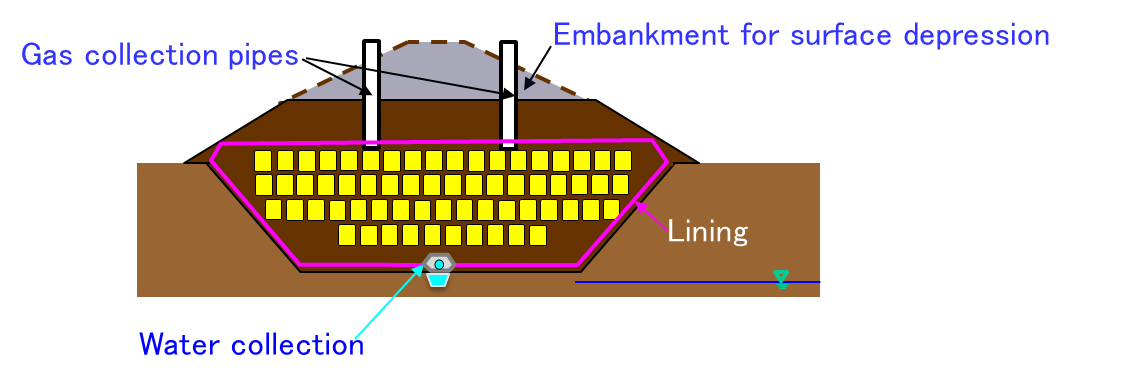 Embankment for surface depression
Gas collection pipes
Lining
Water collection